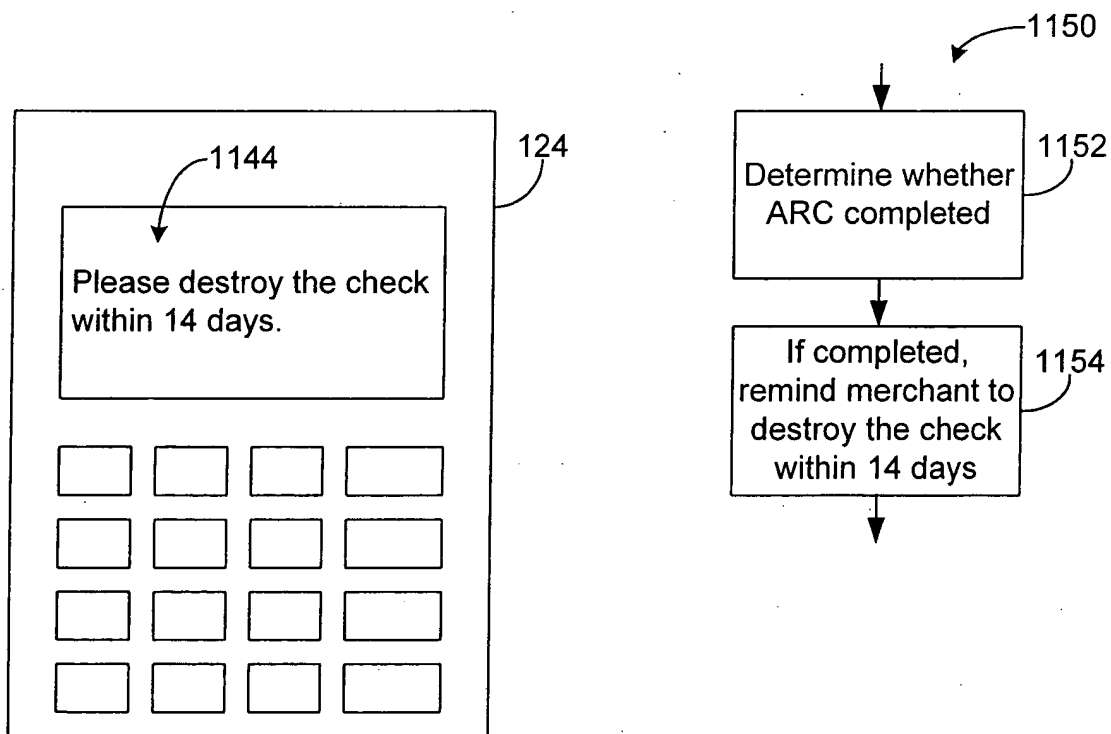 1150
124
1144
1152
Please destroy the check
within 14 days.
Determine whether
ARC completed
1154
If completed,
remind merchant to
destroy the check
within 14 days